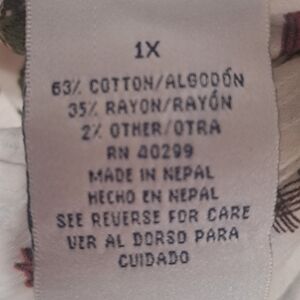 1X
63% COTTON/ALGODÓN
35% RAYON/RAYÓN
2% OTHER/OTRA
RN 40299
MADE IN NEPAL
HECHO EN NEPAL
SEE REVERSE FOR CARE
VER AL DORSO PARA
CUIDADO